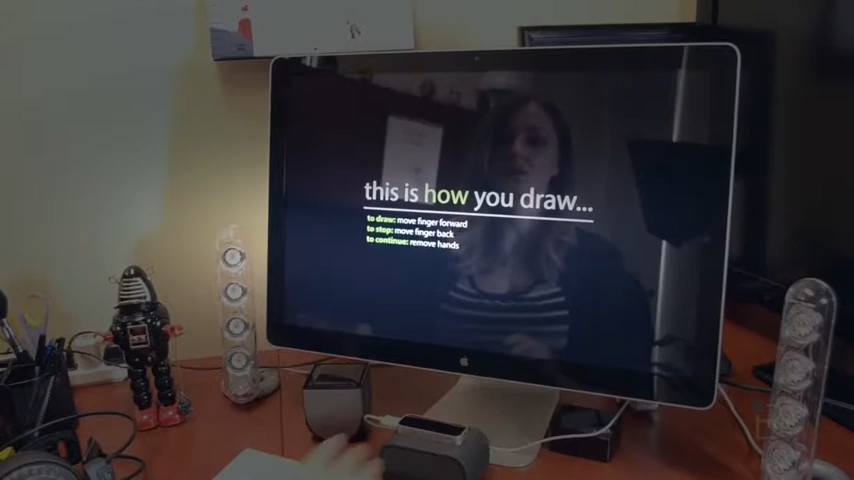 this is how you draw...
to draw: move finger forward
to stop: move finger back
to continue: remove hands